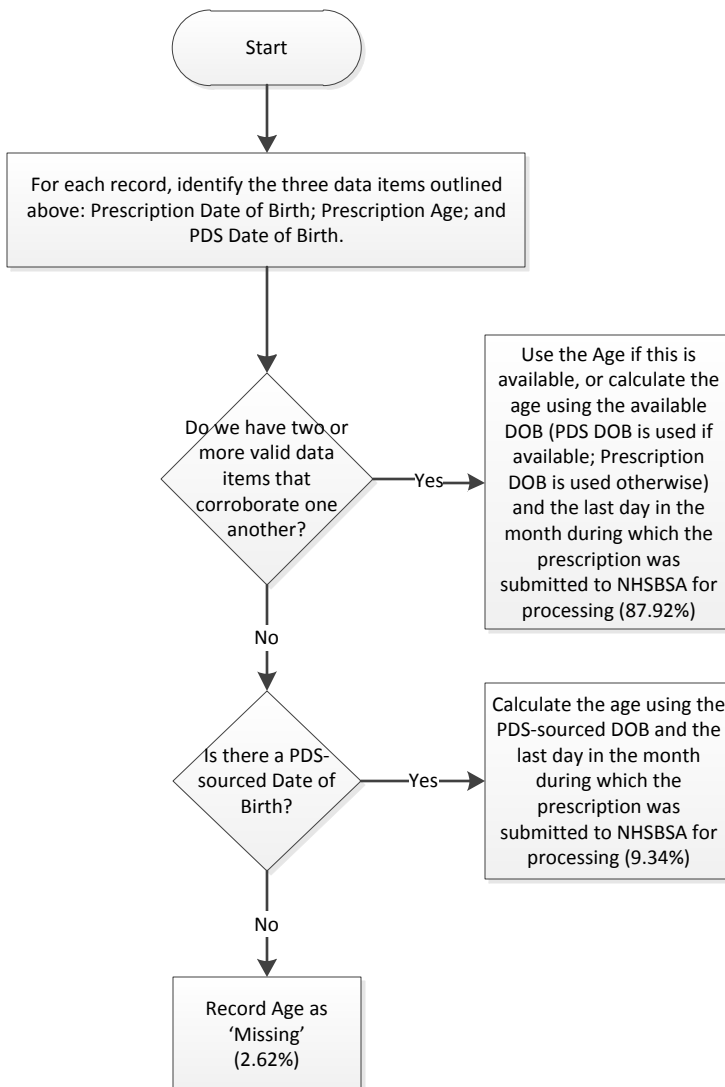 Start
For each record, identify the three data items outlined
above: Prescription Date of Birth; Prescription Age; and
PDS Date of Birth.
Do we have two or
more valid data
items that
corroborate one
another?
Yes
Use the Age if this is
available, or calculate the
age using the available
DOB (PDS DOB is used if
available; Prescription
DOB is used otherwise)
and the last day in the
month during which the
prescription was
submitted to NHSBSA for
processing (87.92%)
No
Is there a PDS-
sourced Date of
Birth?
Yes
Calculate the age using the
PDS-sourced DOB and the
last day in the month
during which the
prescription was
submitted to NHSBSA for
processing (9.34%)
No
Record Age as
‘Missing’
(2.62%)